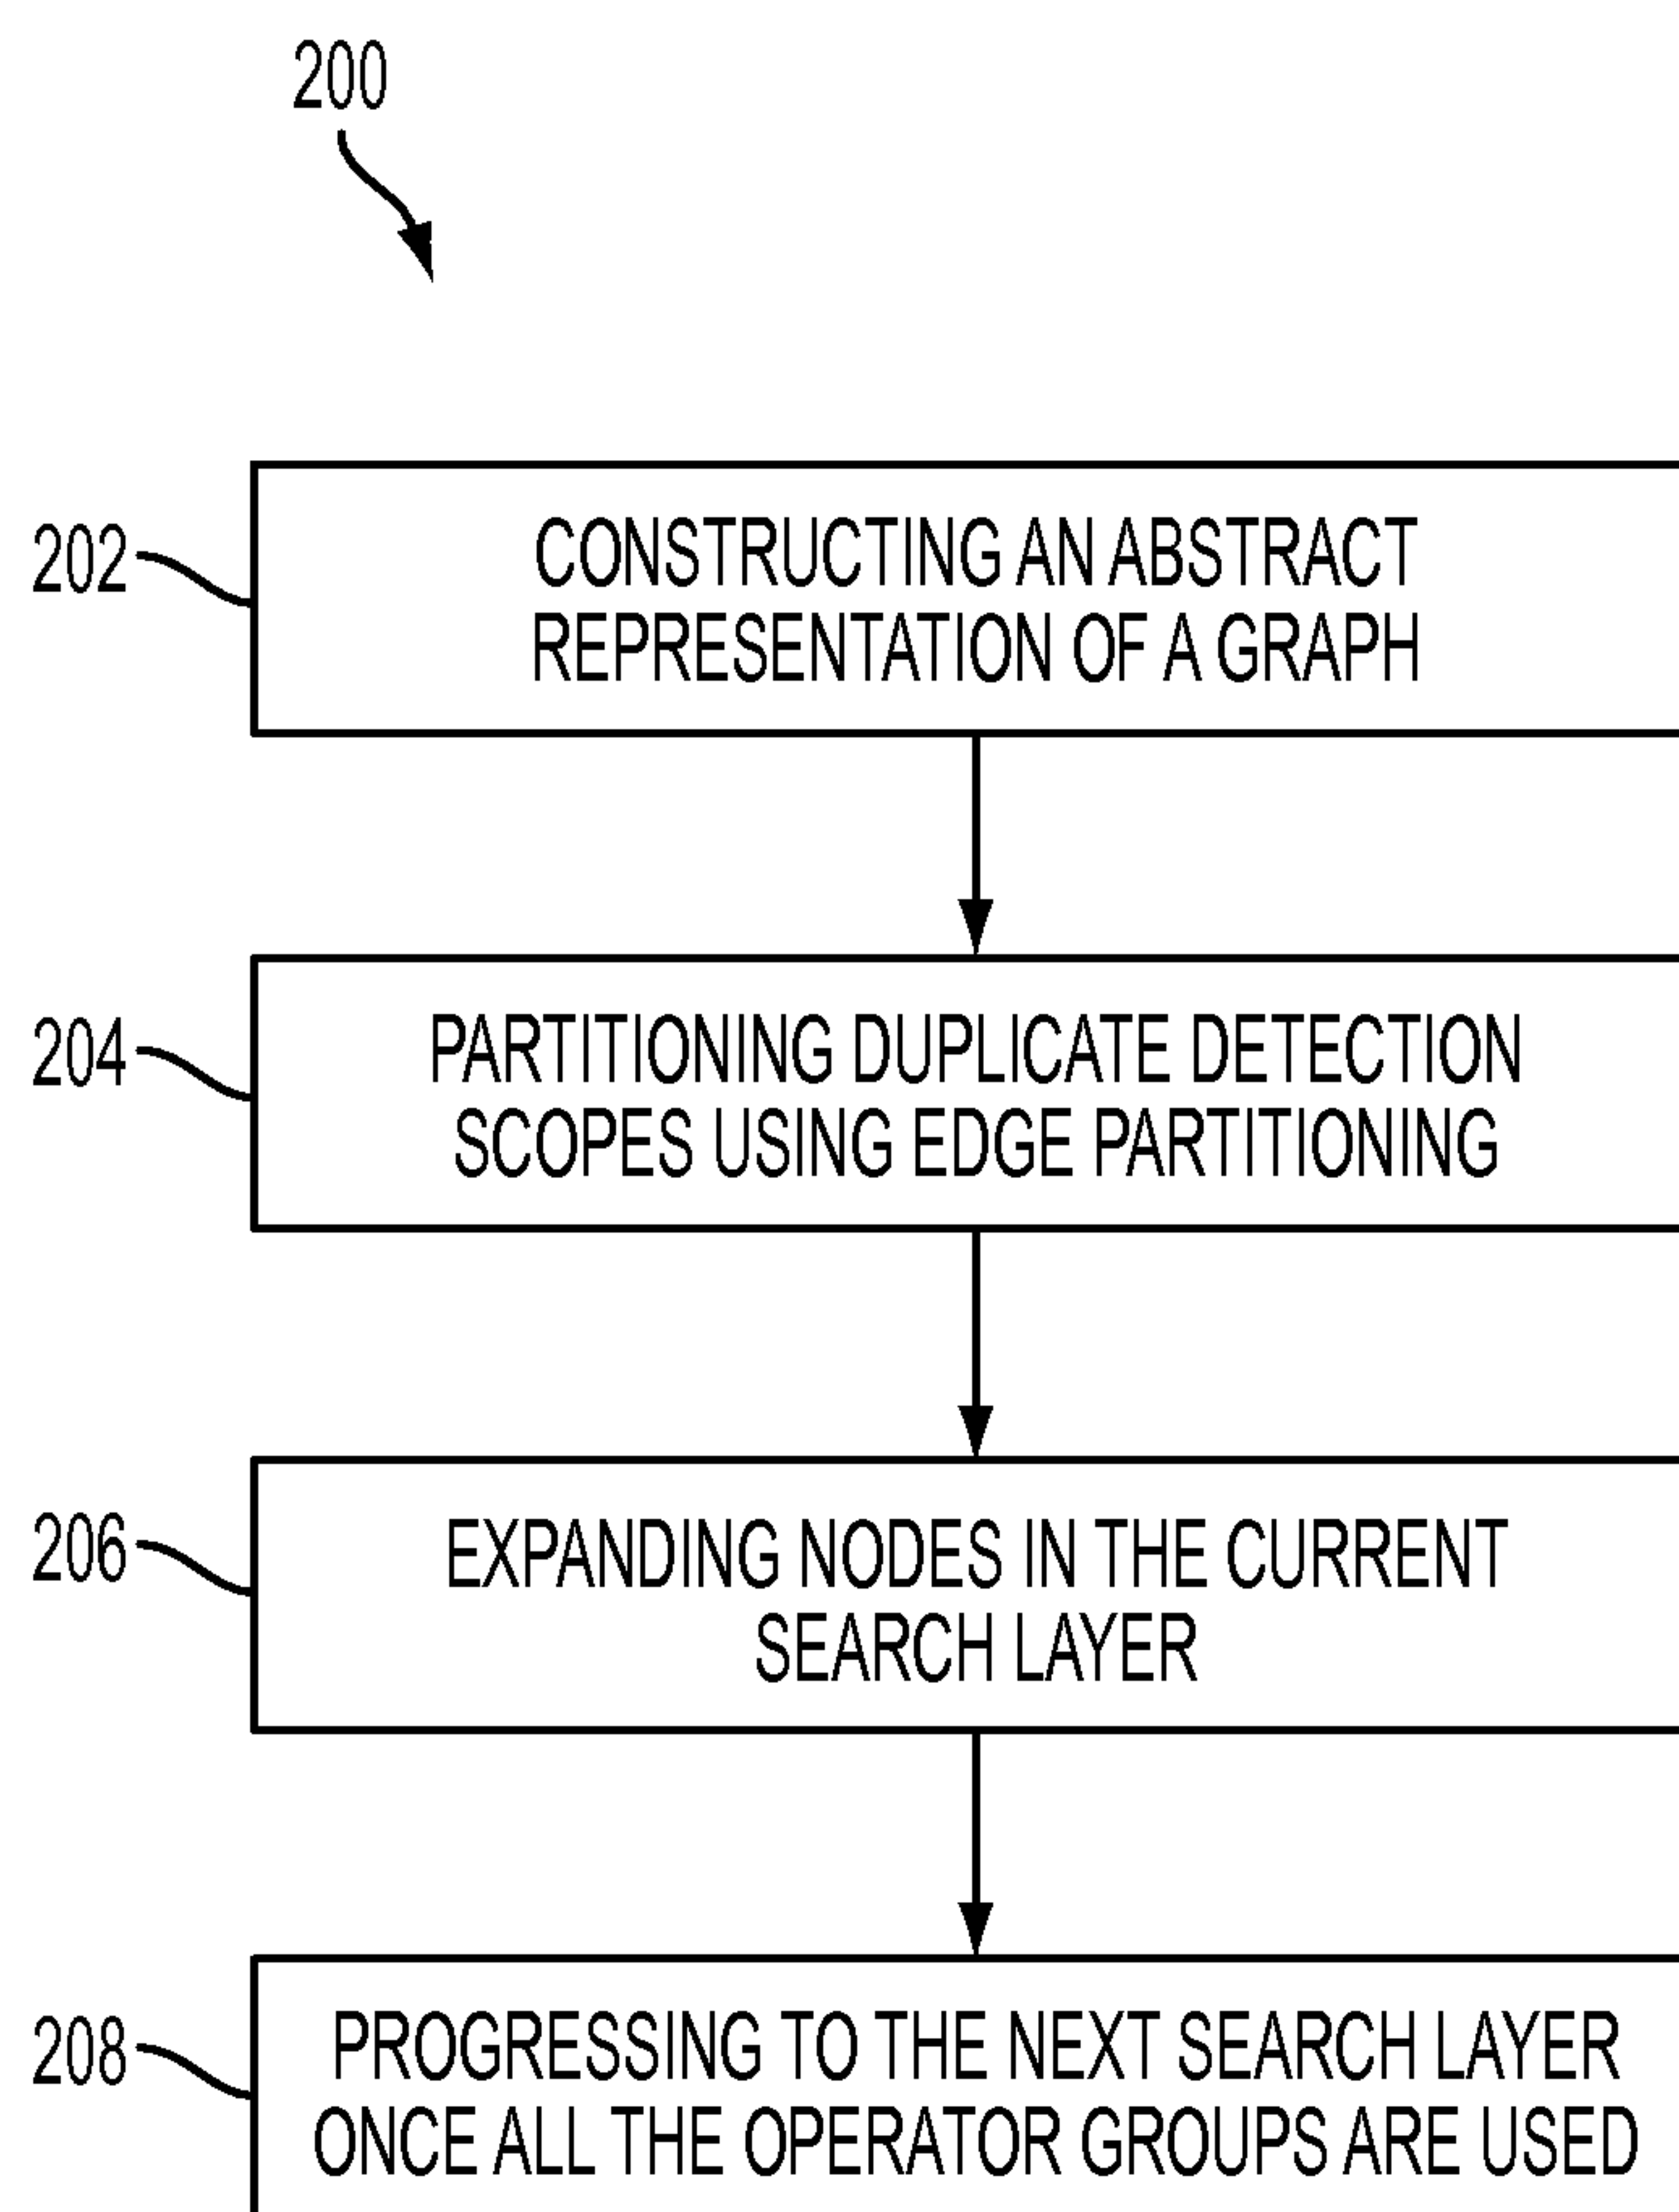 200
202
CONSTRUCTING AN ABSTRACT
REPRESENTATION OF A GRAPH
204
PARTITIONING DUPLICATE DETECTION
SCOPES USING EDGE PARTITIONING
206
EXPANDING NODES IN THE CURRENT
SEARCH LAYER
208
PROGRESSING TO THE NEXT SEARCH LAYER
ONCE ALL THE OPERATOR GROUPS ARE USED